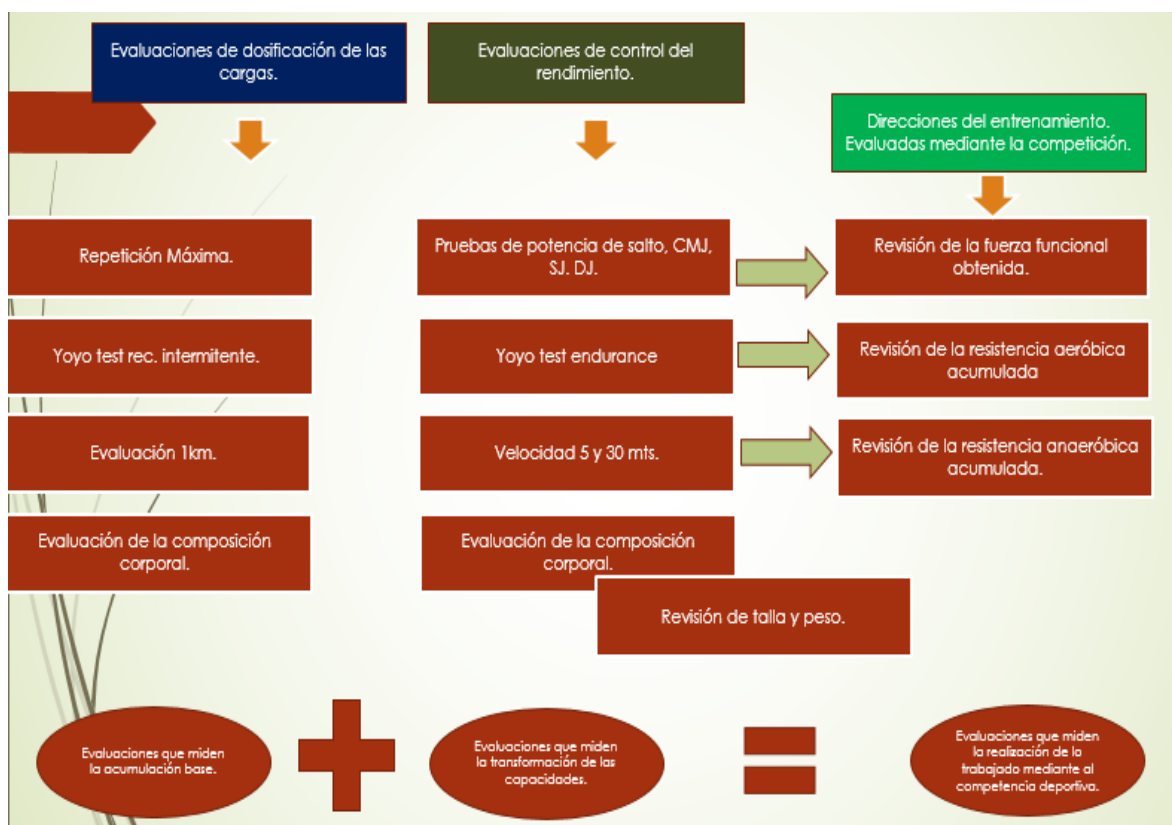 Evaluaciones de dosificación de las
cargas.
Evaluaciones de control del
rendimiento.
Direcciones del entrenamiento.
Evaluadas mediante la competición.
Repetición Máxima.
Pruebas de potencia de salto, CMJ,
SJ. DJ.
Revisión de la fuerza funcional
obtenida.
Yoyo test rec. intermitente.
Yoyo test endurance
Revisión de la resistencia aeróbica
acumulada
Evaluación 1km.
Velocidad 5 y 30 mts.
Revisión de la resistencia anaeróbica
acumulada.
Evaluación de la composición
corporal.
Evaluación de la composición
corporal.
Revisión de talla y peso.
Evaluaciones que miden
la acumulación base.
Evaluaciones que miden
la transformación de las
capacidades.
Evaluaciones que miden
la realización de lo
trabajado mediante al
competencia deportiva.